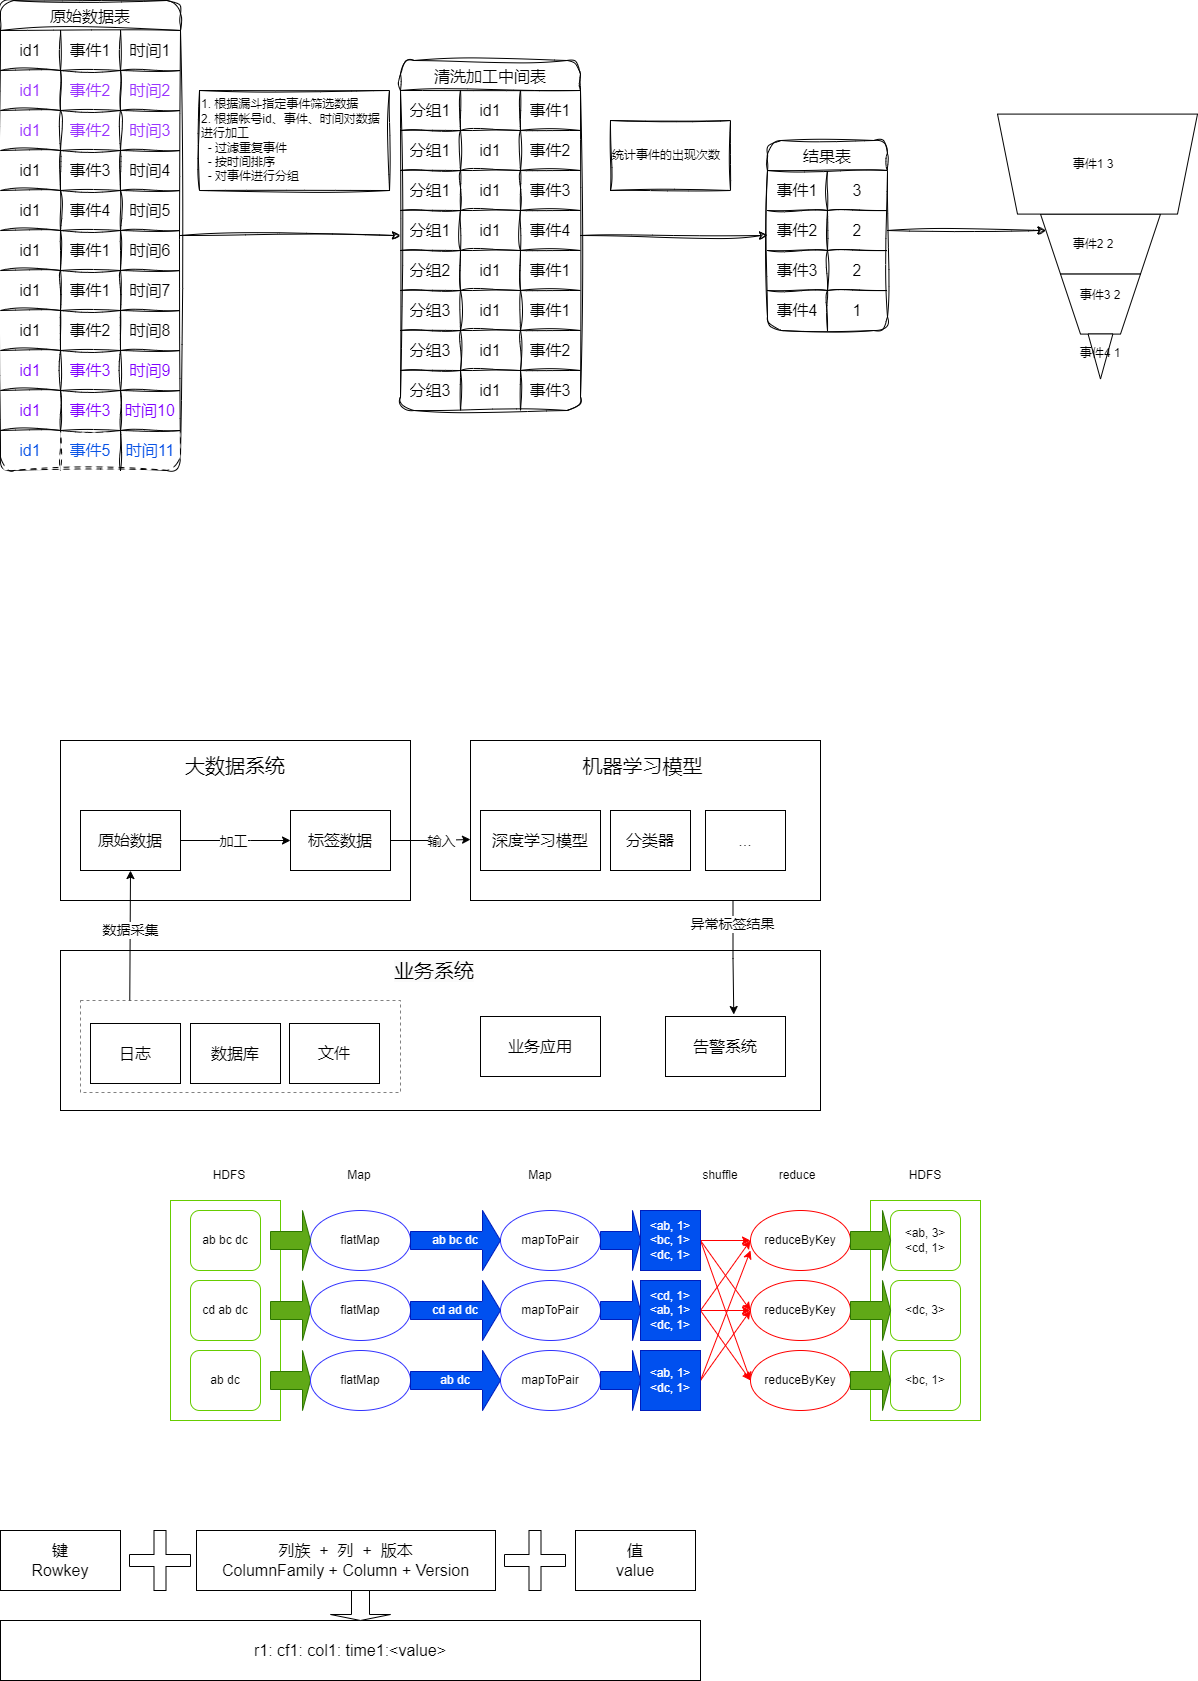 原始数据表
id1 事件1 时间1
id1 事件2 时间2
id1 事件2 时间3
id1 事件3 时间4
id1 事件4 时间5
id1 事件1 时间6
id1 事件1 时间7
id1 事件2 时间8
id1 事件3 时间9
id1 事件3 时间10
id1 事件5 时间11
1. 根据漏斗指定事件筛选数据
2. 根据帐号id、事件、时间对数据
进行加工
- 过滤重复事件
- 按时间排序
- 对事件进行分组
清洗加工中间表
分组1 id1 事件1
分组1 id1 事件2
分组1 id1 事件3
分组1 id1 事件4
分组2 id1 事件1
分组3 id1 事件1
分组3 id1 事件2
分组3 id1 事件3
统计事件的出现次数
结果表
事件1 3
事件2 2
事件3 2
事件4 1
事件1 3
事件2 2
事件3 2
事件4 1
大数据系统
原始数据
加工
标签数据
输入
机器学习模型
深度学习模型
分类器
...
数据采集
异常标签结果
业务系统
日志
数据库
文件
业务应用
告警系统
HDFS Map Map shuffle reduce HDFS
ab bc dc
flatMap
ab bc dc
mapToPair
<ab, 1>
<bc, 1>
<dc, 1>
reduceByKey
<ab, 3>
<cd, 1>
cd ab dc
flatMap
cd ad dc
mapToPair
<cd, 1>
<ab, 1>
<dc, 1>
reduceByKey
<dc, 3>
ab dc
flatMap
ab dc
mapToPair
<ab, 1>
<dc, 1>
reduceByKey
<bc, 1>
键
Rowkey
列族 + 列 + 版本
ColumnFamily + Column + Version
值
value
r1: cf1: col1: time1:<value>